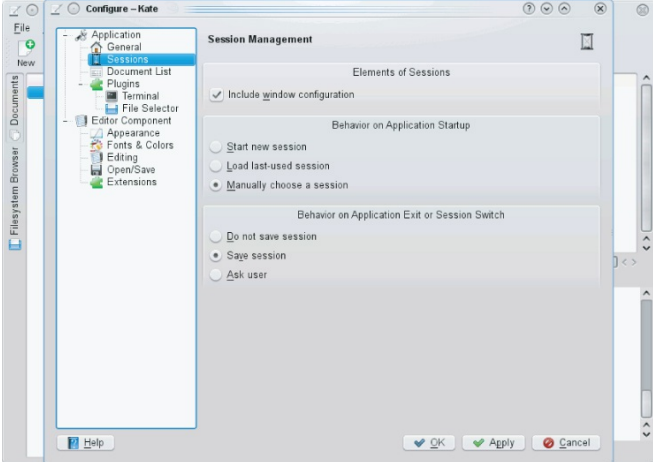 Configure – Kate
File
New
Documents
Filesystem Browser
Application
General
Sessions
Document List
Plugins
Terminal
File Selector
Editor Component
Appearance
Fonts & Colors
Editing
Open/Save
Extensions
Session Management
Elements of Sessions
Include window configuration
Behavior on Application Startup
Start new session
Load last-used session
Manually choose a session
Behavior on Application Exit or Session Switch
Do not save session
Save session
Ask user
Help
OK
Apply
Cancel